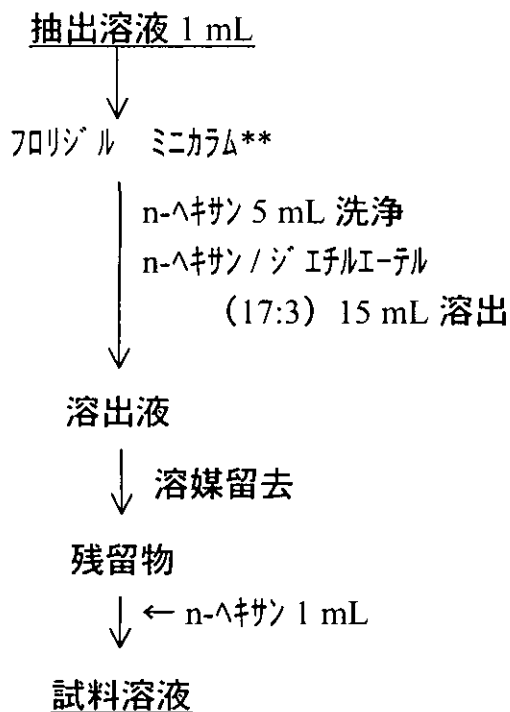 抽出溶液 1 mL
ﾌﾛﾘｼﾞﾙ ﾐﾆｶﾗﾑ**
n-ﾍｷｻﾝ 5 mL 洗浄
n-ﾍｷｻﾝ / ｼﾞｴﾁﾙｴｰﾃﾙ
(17:3) 15 mL 溶出
溶出液
溶媒留去
残留物
← n-ﾍｷｻﾝ 1 mL
試料溶液